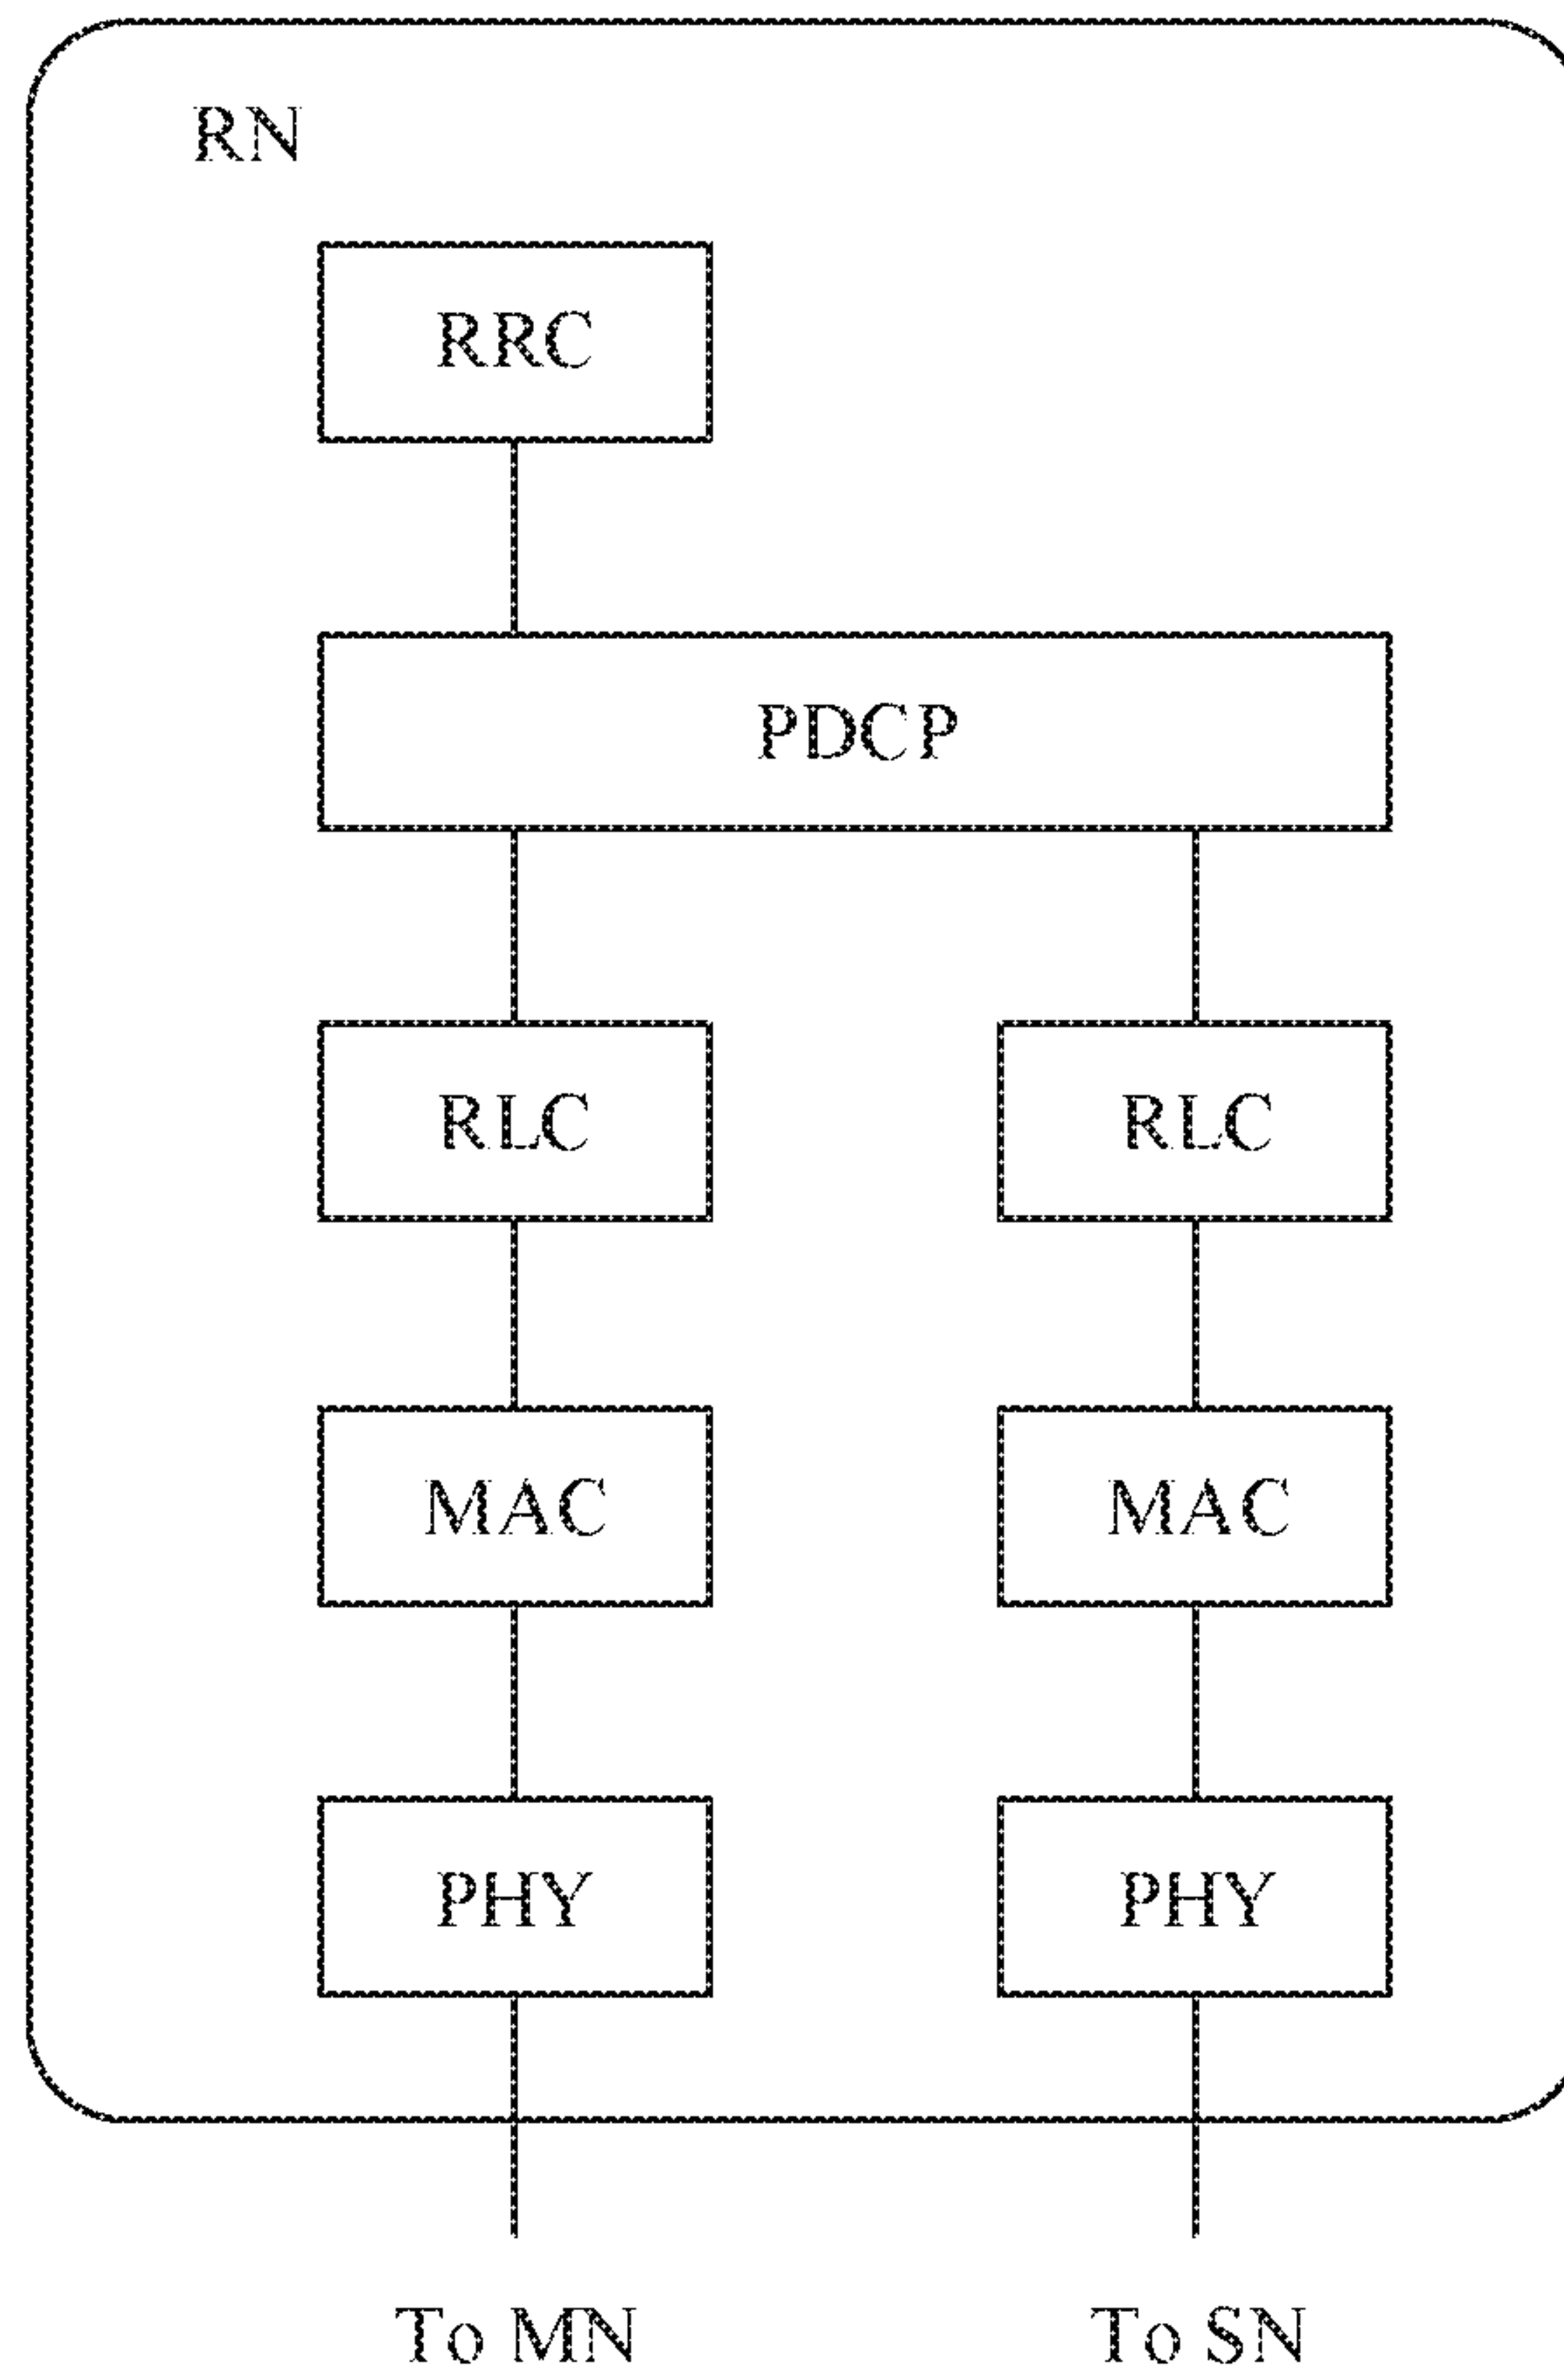 RN
RRC
PDCP
RLC RLC
MAC MAC
PHY PHY
To MN To SN